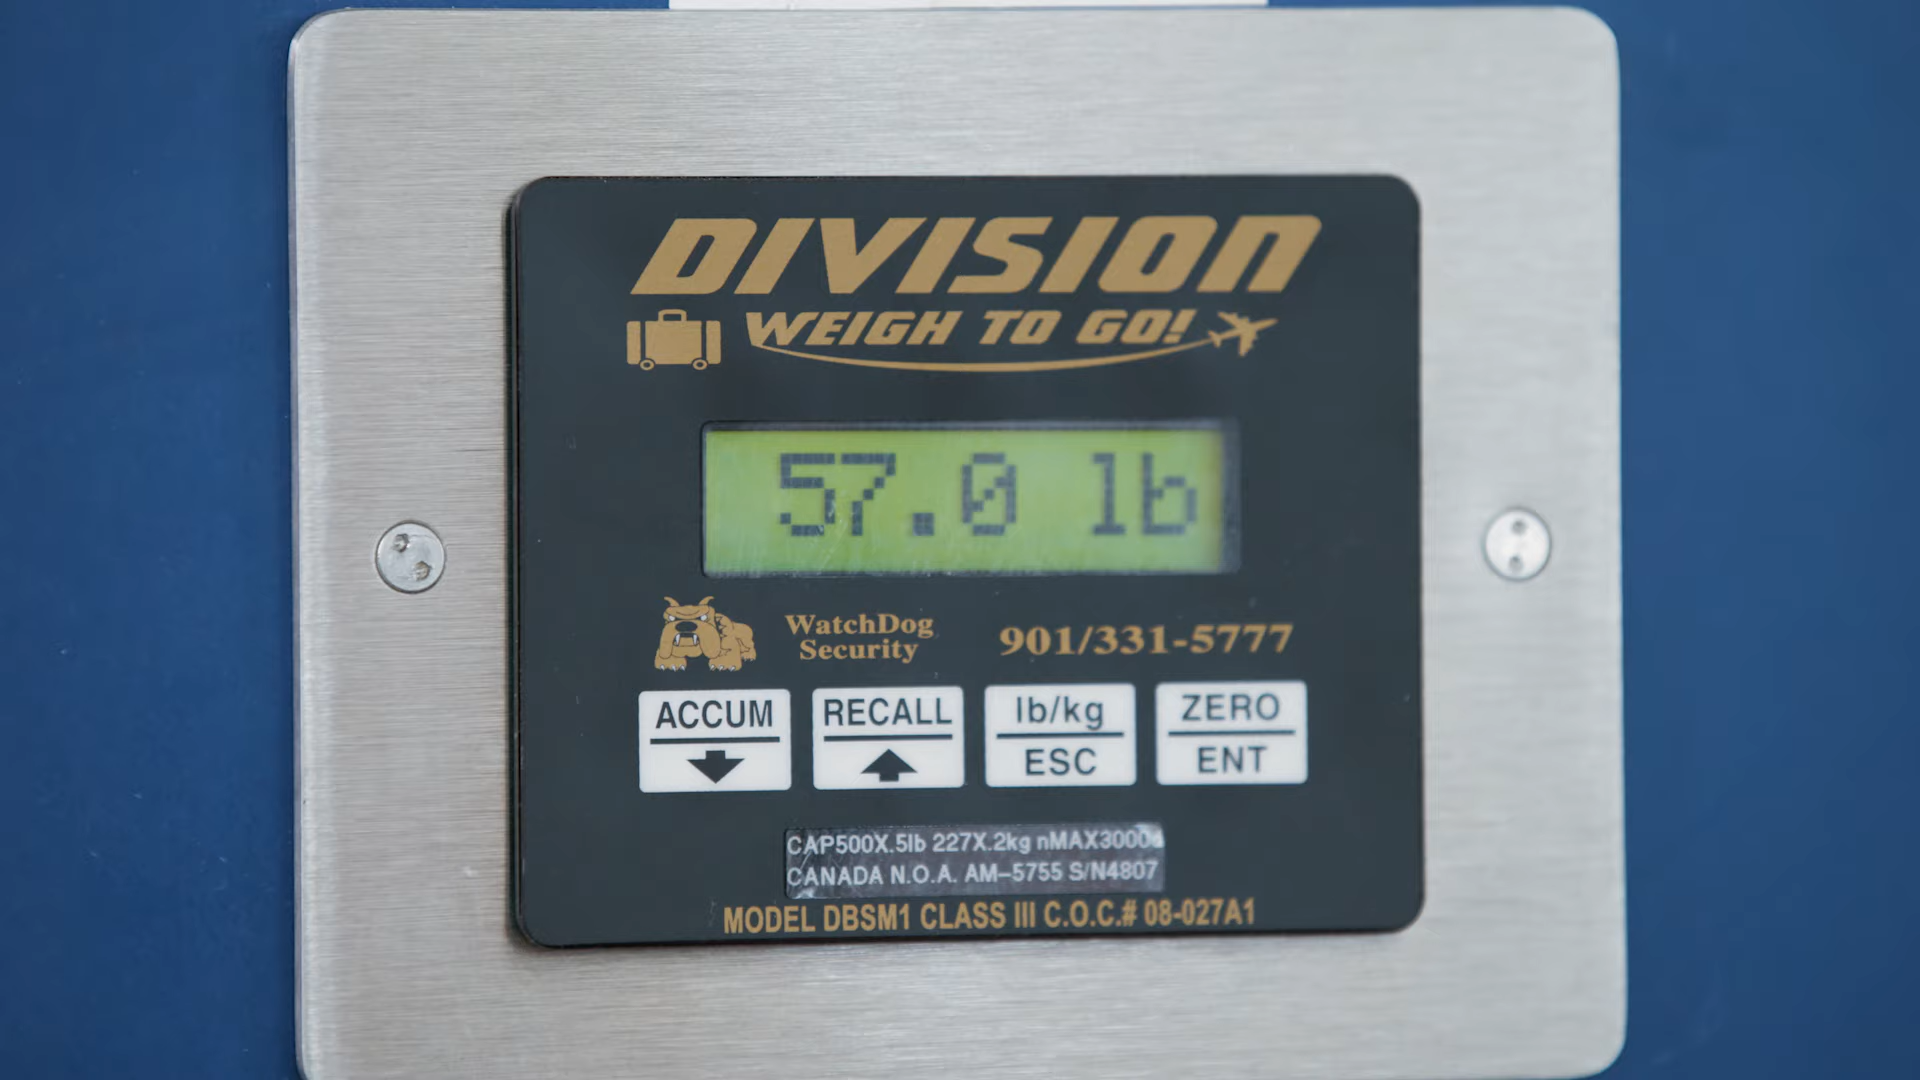 DIVISION
WEIGH TO GO!
57.0 lb
WatchDog
Security
901/331-5777
ACCUM
RECALL
lb/kg
ESC
ZERO
ENT
CAP500X.5lb 227X.2kg nMAX3000d
CANADA N.O.A. AM-5755 S/N4807
MODEL DBSM1 CLASS III C.O.C.# 08-027A1